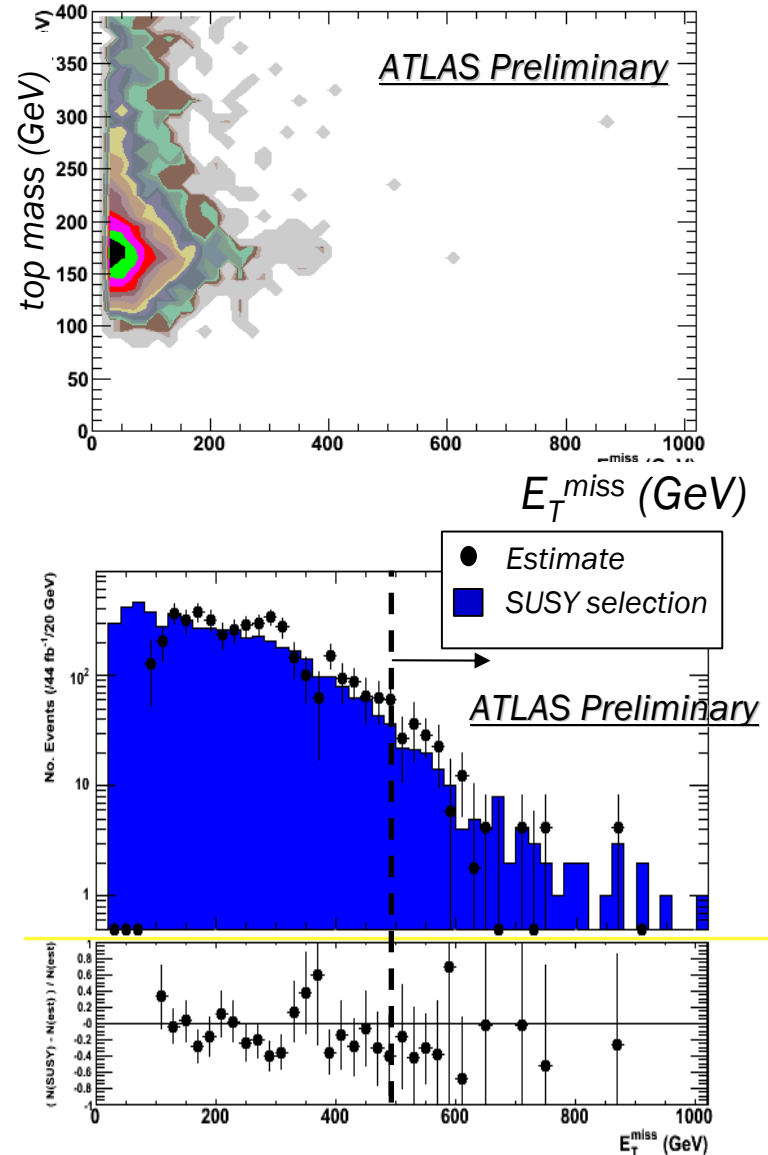 400
350
300
250
200
150
100
50
0
V)
top mass (GeV)
ATLAS Preliminary
0 200 400 600 800 1000
E_T^miss (GeV)
Estimate
SUSY selection
ATLAS Preliminary
No. Events (/44 fb⁻¹/20 GeV)
10²
10
1
( N(SUSY) - N(est) ) / N(est)
1
0.8
0.6
0.4
0.2
-0
-0.2
-0.4
-0.6
-0.8
-1
0 200 400 600 800 1000
E_T^miss (GeV)